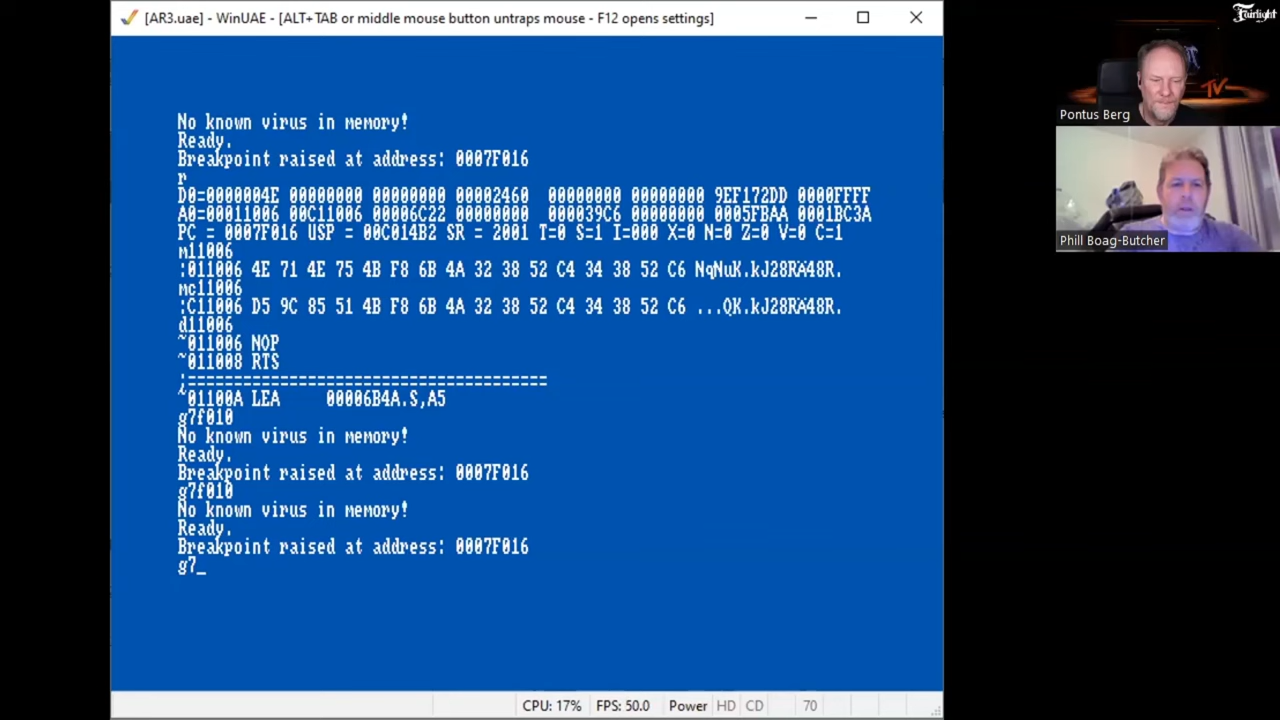 [AR3.uae] - WinUAE - [ALT+TAB or middle mouse button untraps mouse - F12 opens settings]
Fairlight
No known virus in memory!
Ready.
Breakpoint raised at address: 0007F016
r
D0=0000004E 00000000 00000000 00002460 00000000 00000000 9EF172DD 0000FFFF
A0=00011006 00C11006 00006C22 00000000 000039C6 00000000 0005FBAA 0001BC3A
PC = 0007F016 USP = 00C014B2 SR = 2001 T=0 S=1 I=000 X=0 N=0 Z=0 V=0 C=1
m11006
:011006 4E 71 4E 75 4B F8 6B 4A 32 38 52 C4 34 38 52 C6 NqNuK.kJ28RÄ48R.
mc11006
:C11006 D5 9C 85 51 4B F8 6B 4A 32 38 52 C4 34 38 52 C6 ...QK.kJ28RÄ48R.
d11006
~011006 NOP
~011008 RTS
;=======================================
~01100A LEA 00006B4A.S,A5
g7f010
No known virus in memory!
Ready.
Breakpoint raised at address: 0007F016
g7f010
No known virus in memory!
Ready.
Breakpoint raised at address: 0007F016
g7_
CPU: 17% FPS: 50.0 Power HD CD 70
TV
Pontus Berg
Phill Boag-Butcher